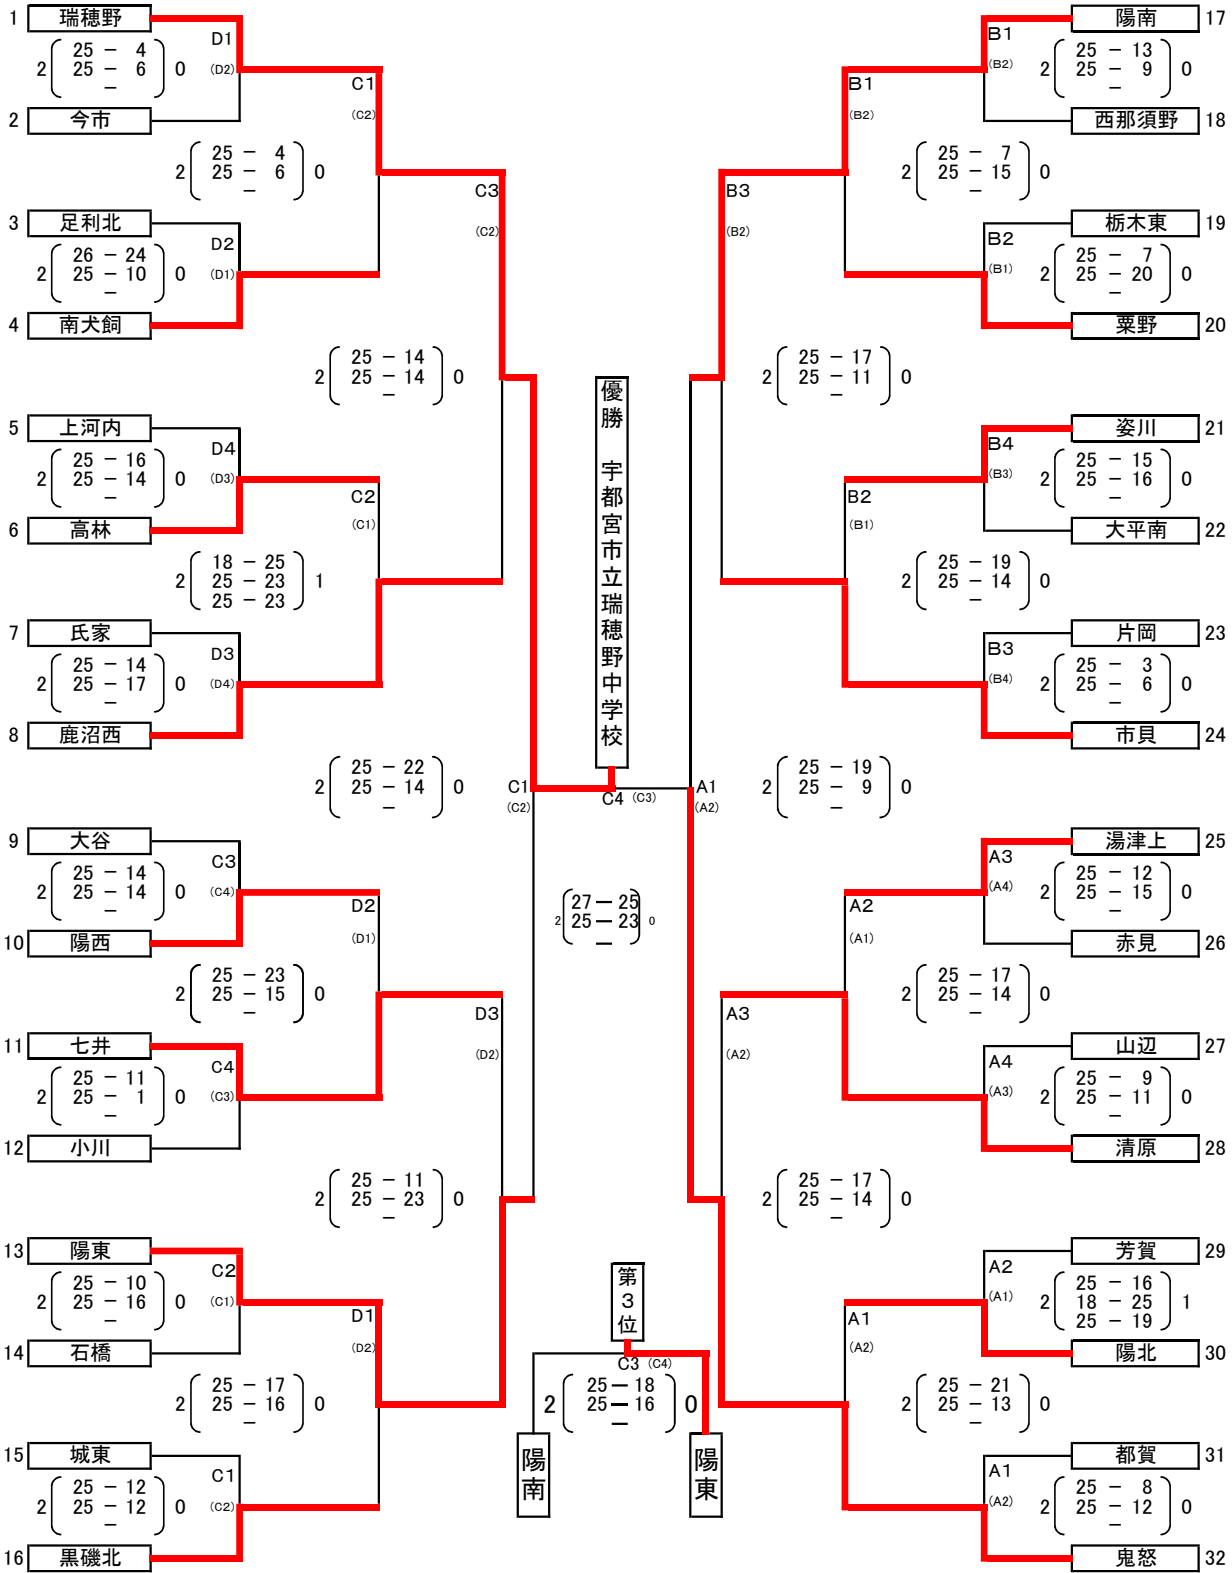 1 瑞穂野
D1
2 25 － 4 0
25 － 6
－
(D2)
2 今市
C1
(C2)
2 25 － 4 0
25 － 6
－
3 足利北
D2
2 26 － 24 0
25 － 10
－
(D1)
4 南犬飼
C3
(C2)
2 25 － 14 0
25 － 14
－
5 上河内
D4
2 25 － 16 0
25 － 14
－
(D3)
6 高林
C2
(C1)
2 18 － 25 1
25 － 23
25 － 23
7 氏家
D3
2 25 － 14 0
25 － 17
－
(D4)
8 鹿沼西
2 25 － 22 0
25 － 14
－
C1
(C2)
9 大谷
C3
2 25 － 14 0
25 － 14
－
(C4)
10 陽西
D2
(D1)
2 25 － 23 0
25 － 15
－
11 七井
C4
2 25 － 11 0
25 － 1
－
(C3)
12 小川
D3
(D2)
2 25 － 11 0
25 － 23
－
13 陽東
C2
2 25 － 10 0
25 － 16
－
(C1)
14 石橋
D1
(D2)
2 25 － 17 0
25 － 16
－
15 城東
C1
2 25 － 12 0
25 － 12
－
(C2)
16 黒磯北
優勝 宇都宮市立瑞穂野中学校
C4 (C3)
2 27 － 25 0
25 － 23
－
第3位
C3 (C4)
2 25 － 18 0
25 － 16
－
陽南
陽東
陽南 17
B1
2 25 － 13 0
25 － 9
－
(B2)
西那須野 18
B1
(B2)
2 25 － 7 0
25 － 15
－
栃木東 19
B2
2 25 － 7 0
25 － 20
－
(B1)
粟野 20
B3
(B2)
2 25 － 17 0
25 － 11
－
姿川 21
B4
2 25 － 15 0
25 － 16
－
(B3)
大平南 22
B2
(B1)
2 25 － 19 0
25 － 14
－
片岡 23
B3
2 25 － 3 0
25 － 6
－
(B4)
市貝 24
A1
(A2)
2 25 － 19 0
25 － 9
－
湯津上 25
A3
2 25 － 12 0
25 － 15
－
(A4)
赤見 26
A2
(A1)
2 25 － 17 0
25 － 14
－
山辺 27
A4
2 25 － 9 0
25 － 11
－
(A3)
清原 28
A3
(A2)
2 25 － 17 0
25 － 14
－
芳賀 29
A2
2 25 － 16 1
18 － 25
25 － 19
(A1)
陽北 30
A1
(A2)
2 25 － 21 0
25 － 13
－
都賀 31
A1
2 25 － 8 0
25 － 12
－
(A2)
鬼怒 32